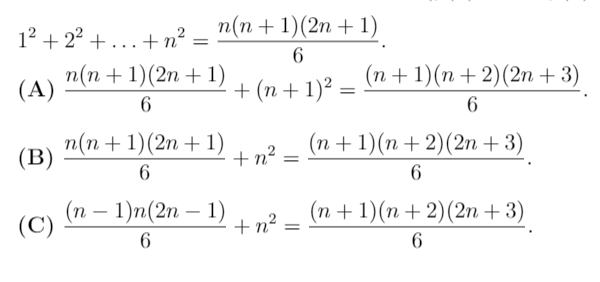 1² + 2² + ... + n² = n(n + 1)(2n + 1)/6.
(A) n(n + 1)(2n + 1)/6 + (n + 1)² = (n + 1)(n + 2)(2n + 3)/6.
(B) n(n + 1)(2n + 1)/6 + n² = (n + 1)(n + 2)(2n + 3)/6.
(C) (n − 1)n(2n − 1)/6 + n² = (n + 1)(n + 2)(2n + 3)/6.